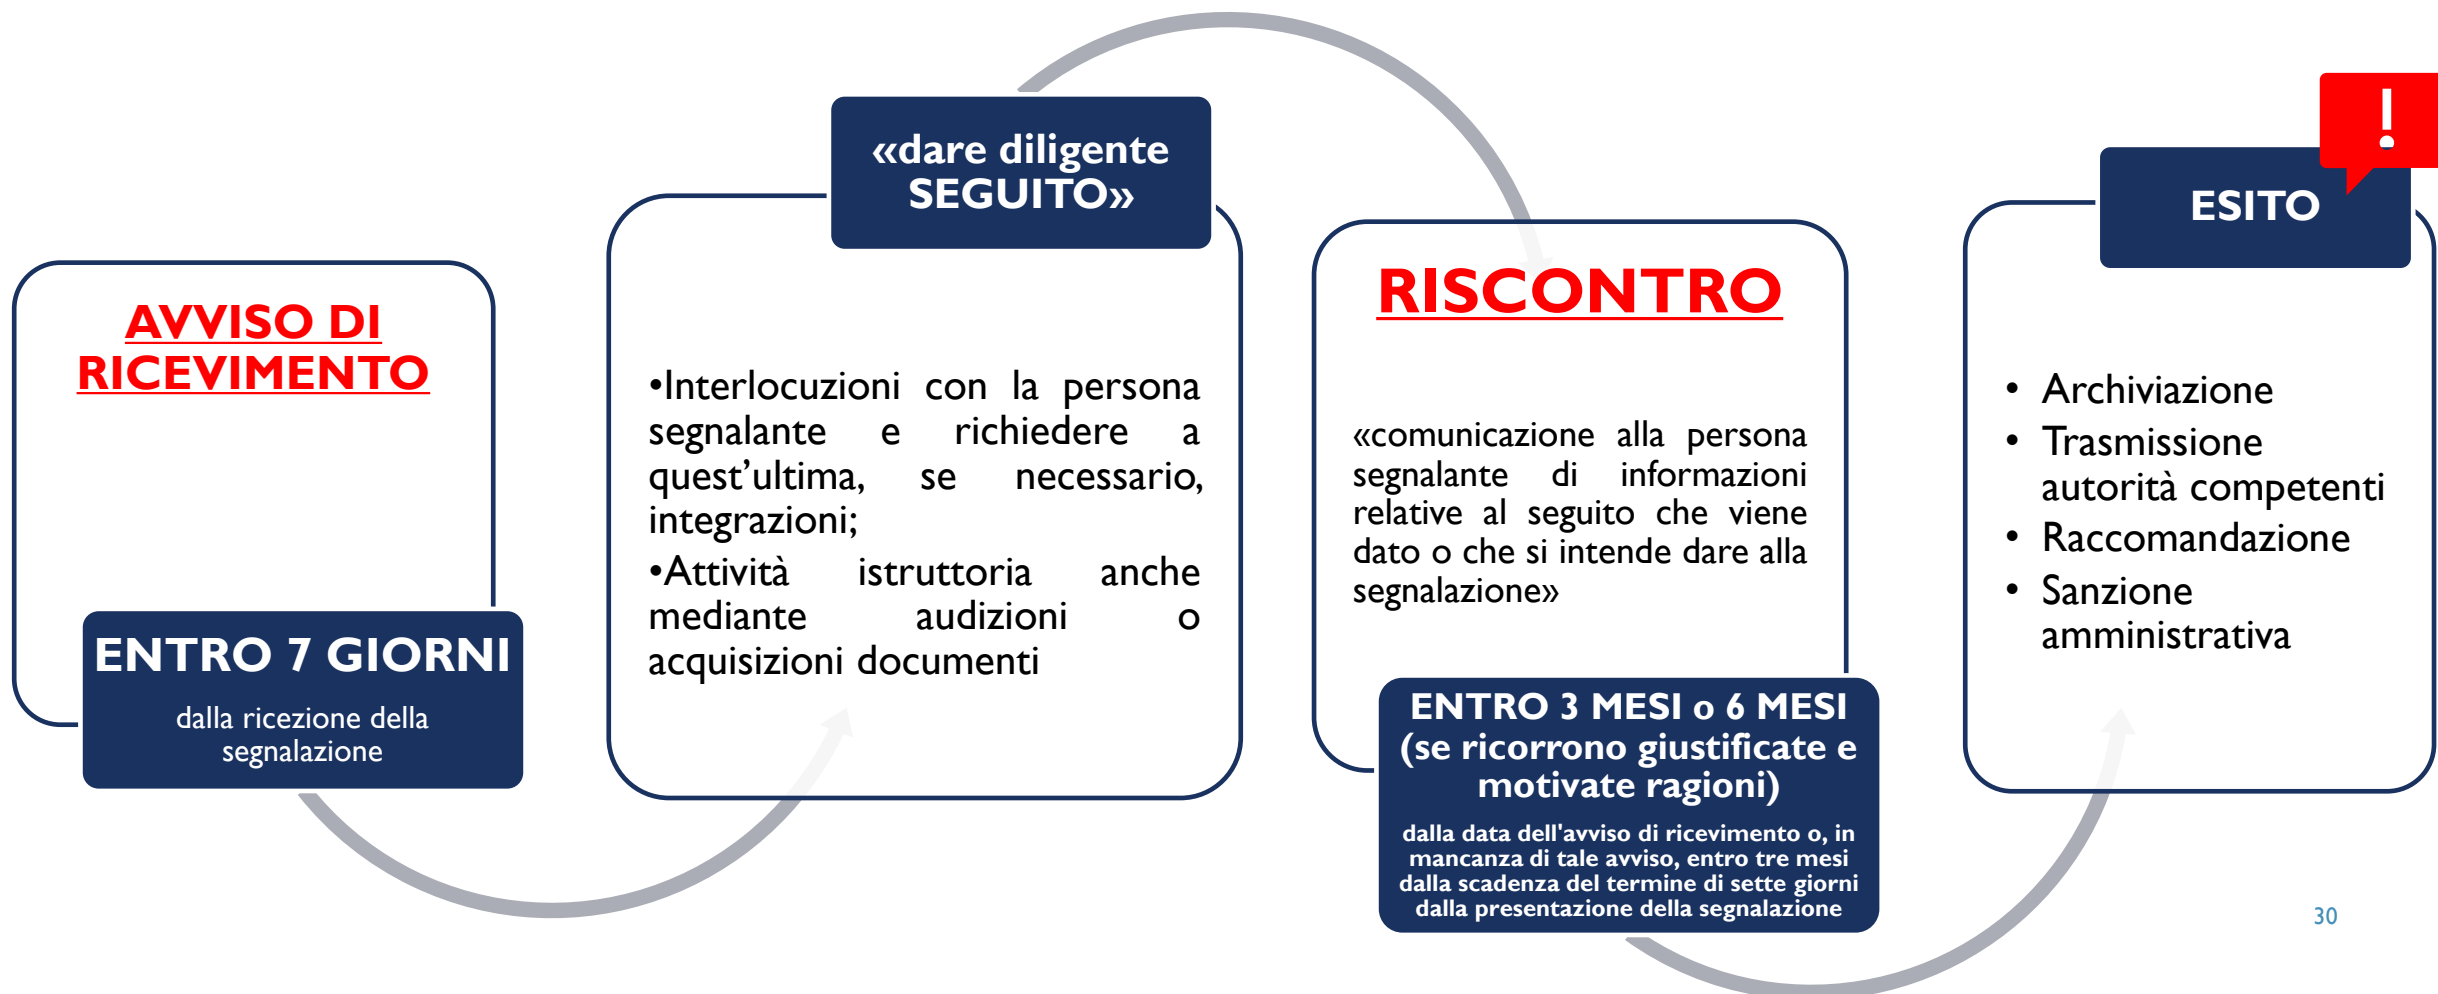 AVVISO DI
RICEVIMENTO
ENTRO 7 GIORNI
dalla ricezione della
segnalazione
«dare diligente
SEGUITO»
•Interlocuzioni con la persona
segnalante e richiedere a
quest’ultima, se necessario,
integrazioni;
•Attività istruttoria anche
mediante audizioni o
acquisizioni documenti
RISCONTRO
«comunicazione alla persona
segnalante di informazioni
relative al seguito che viene
dato o che si intende dare alla
segnalazione»
ENTRO 3 MESI o 6 MESI
(se ricorrono giustificate e
motivate ragioni)
dalla data dell'avviso di ricevimento o, in
mancanza di tale avviso, entro tre mesi
dalla scadenza del termine di sette giorni
dalla presentazione della segnalazione
!
ESITO
• Archiviazione
• Trasmissione
autorità competenti
• Raccomandazione
• Sanzione
amministrativa
30